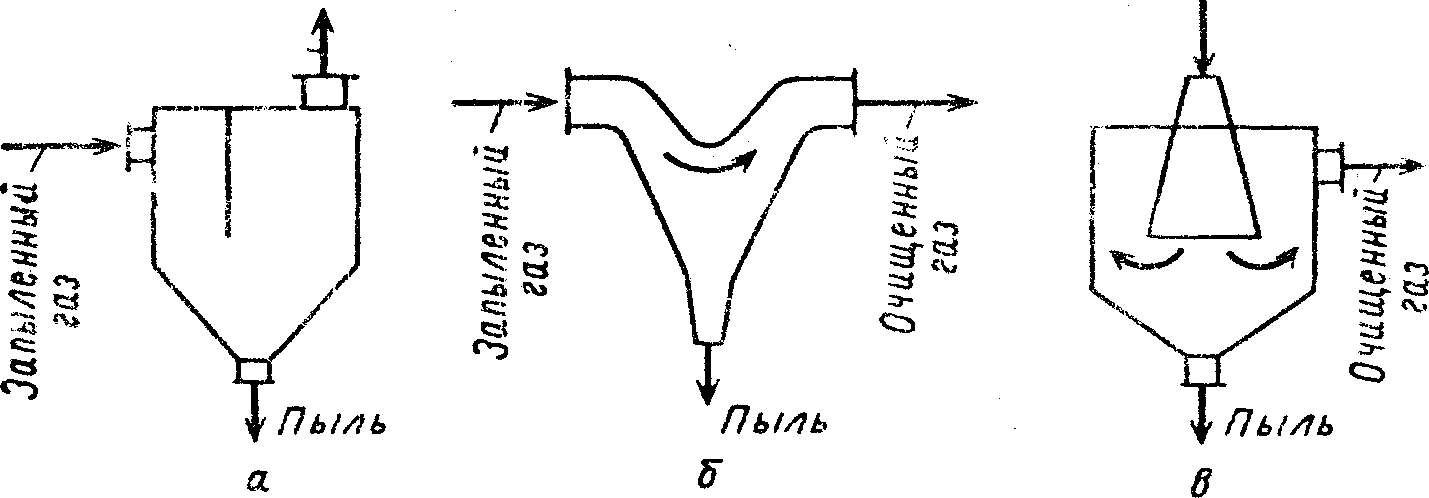 Запыленный
газ
Пыль
а
Запыленный
газ
Очищенный
газ
Пыль
б
Очищенный
газ
Пыль
в